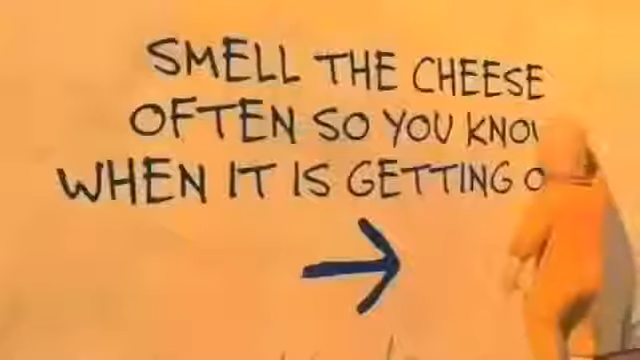 SMELL THE CHEESE
OFTEN SO YOU
WHEN IT IS GETTING